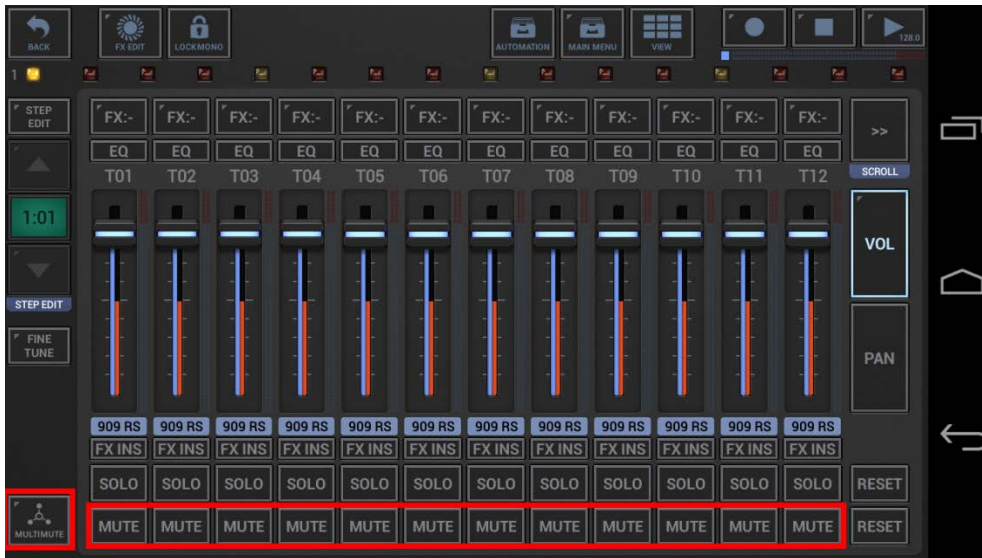 BACK FX EDIT LOCKMONO AUTOMATION MAIN MENU VIEW 128.0
1
STEP EDIT FX:- FX:- FX:- FX:- FX:- FX:- FX:- FX:- FX:- FX:- FX:- FX:- >>
EQ EQ EQ EQ EQ EQ EQ EQ EQ EQ EQ EQ
T01 T02 T03 T04 T05 T06 T07 T08 T09 T10 T11 T12 SCROLL
1:01
VOL
STEP EDIT
FINE TUNE
PAN
909 RS 909 RS 909 RS 909 RS 909 RS 909 RS 909 RS 909 RS 909 RS 909 RS 909 RS 909 RS
FX INS FX INS FX INS FX INS FX INS FX INS FX INS FX INS FX INS FX INS FX INS FX INS
SOLO SOLO SOLO SOLO SOLO SOLO SOLO SOLO SOLO SOLO SOLO SOLO RESET
MULTIMUTE MUTE MUTE MUTE MUTE MUTE MUTE MUTE MUTE MUTE MUTE MUTE MUTE RESET